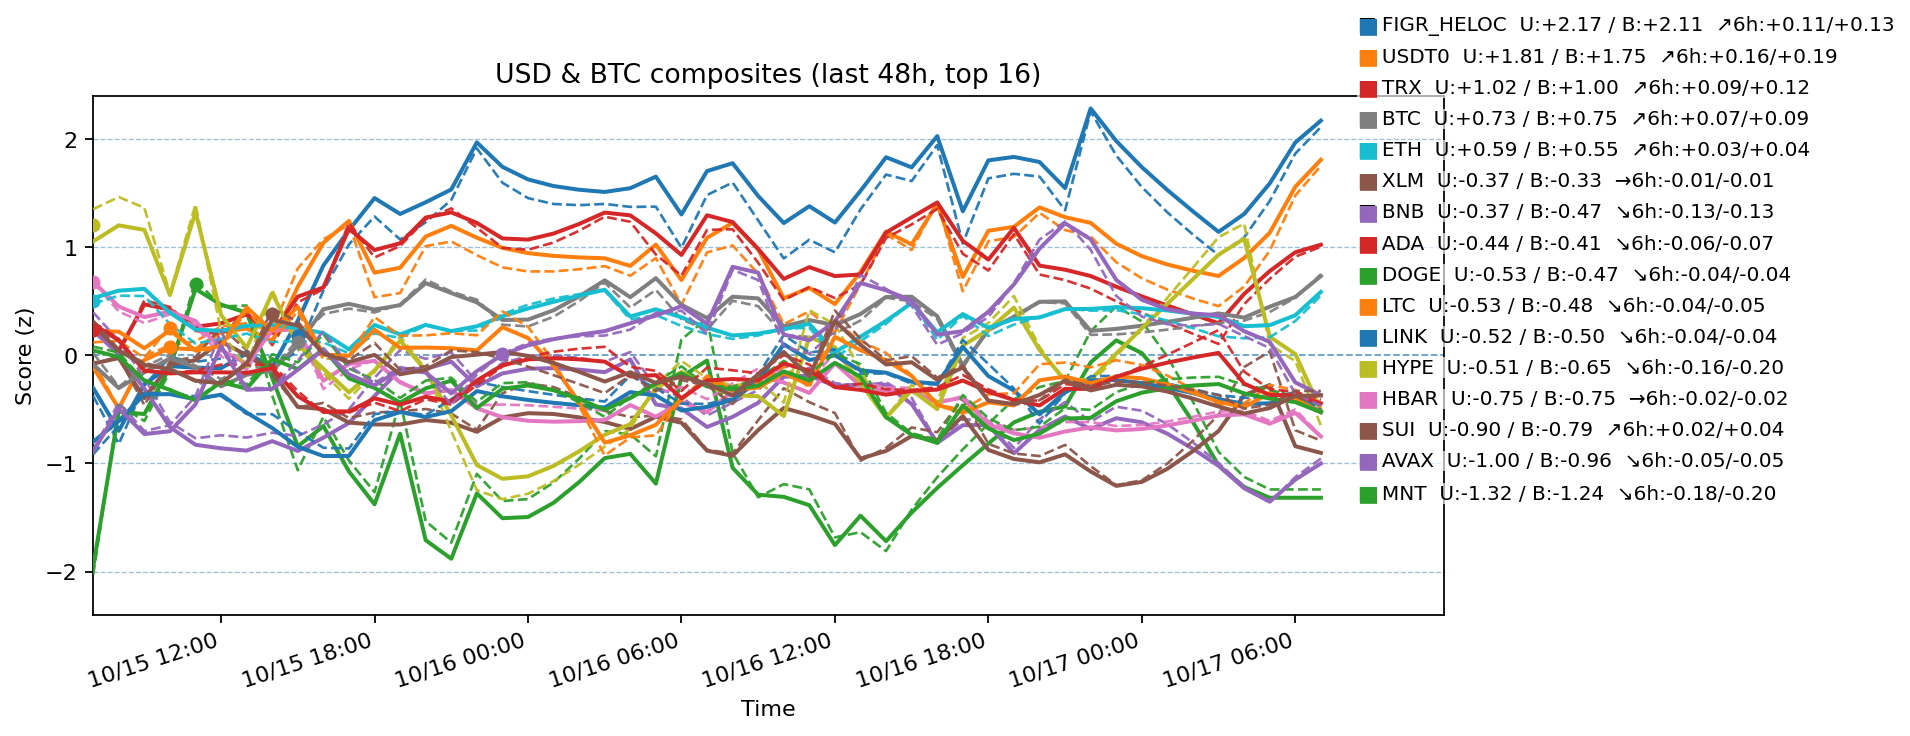 FIGR_HELOC U:+2.17 / B:+2.11 ↗6h:+0.11/+0.13
USDT0 U:+1.81 / B:+1.75 ↗6h:+0.16/+0.19
TRX U:+1.02 / B:+1.00 ↗6h:+0.09/+0.12
BTC U:+0.73 / B:+0.75 ↗6h:+0.07/+0.09
ETH U:+0.59 / B:+0.55 ↗6h:+0.03/+0.04
XLM U:-0.37 / B:-0.33 →6h:-0.01/-0.01
BNB U:-0.37 / B:-0.47 ↘6h:-0.13/-0.13
ADA U:-0.44 / B:-0.41 ↘6h:-0.06/-0.07
DOGE U:-0.53 / B:-0.47 ↘6h:-0.04/-0.04
LTC U:-0.53 / B:-0.48 ↘6h:-0.04/-0.05
LINK U:-0.52 / B:-0.50 ↘6h:-0.04/-0.04
HYPE U:-0.51 / B:-0.65 ↘6h:-0.16/-0.20
HBAR U:-0.75 / B:-0.75 →6h:-0.02/-0.02
SUI U:-0.90 / B:-0.79 ↗6h:+0.02/+0.04
AVAX U:-1.00 / B:-0.96 ↘6h:-0.05/-0.05
MNT U:-1.32 / B:-1.24 ↘6h:-0.18/-0.20
USD & BTC composites (last 48h, top 16)
Score (z)
2
1
0
−1
−2
10/15 12:00
10/15 18:00
10/16 00:00
10/16 06:00
10/16 12:00
10/16 18:00
10/17 00:00
10/17 06:00
Time